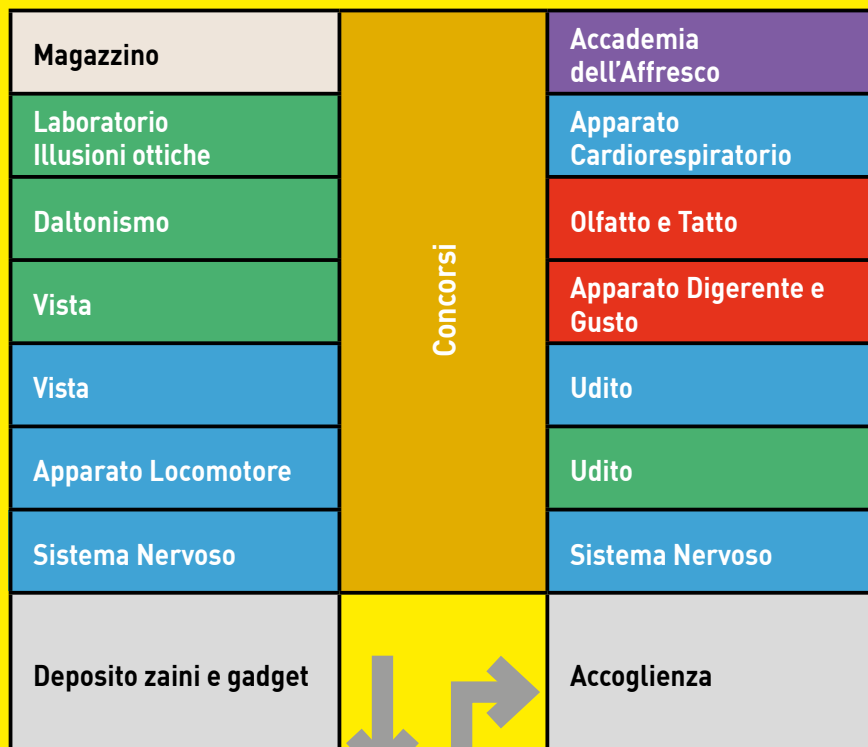 Magazzino
Laboratorio
Illusioni ottiche
Daltonismo
Vista
Vista
Apparato Locomotore
Sistema Nervoso
Deposito zaini e gadget
Concorsi
Accademia
dell'Affresco
Apparato
Cardiorespiratorio
Olfatto e Tatto
Apparato Digerente e
Gusto
Udito
Udito
Sistema Nervoso
Accoglienza